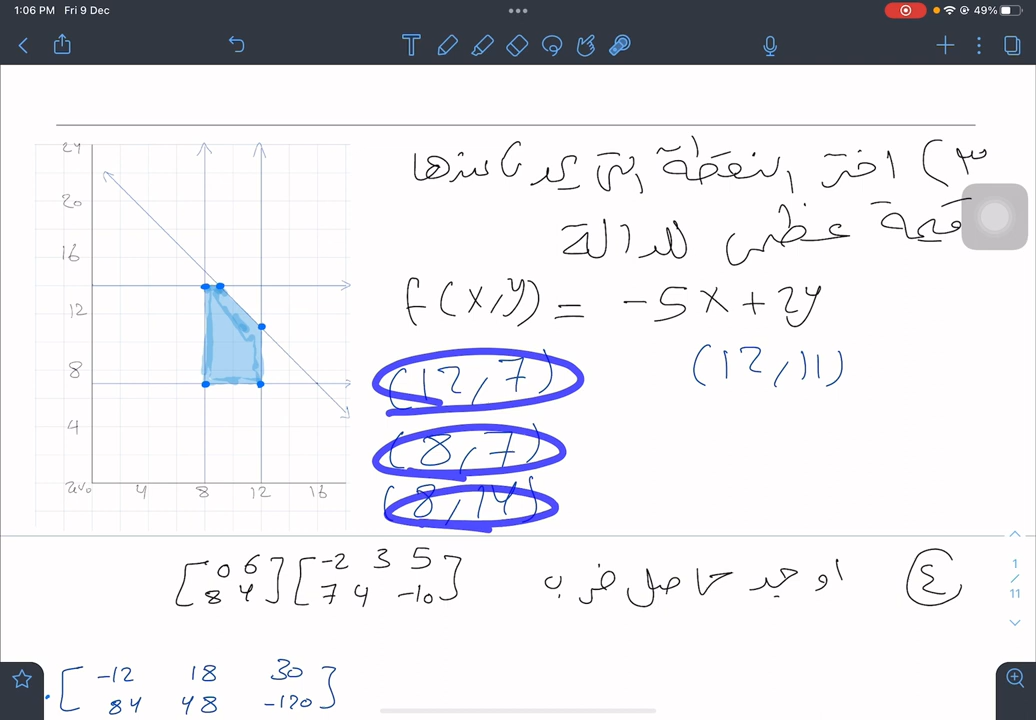 1:06 PM Fri 9 Dec
49%
٣) اختر النقطة التي عندها
قيمة عظمى للدالة
f(x,y) = -5x+2y
(12,7)
(12,11)
(8,7)
(8,14)
24
20
16
12
8
4
4 8 12 16
٤ اوجد حاصل ضرب
[0 6] [-2 3 5]
[8 4] [7 4 -10]
[-12 18 30]
[84 48 -120]
1
/
11